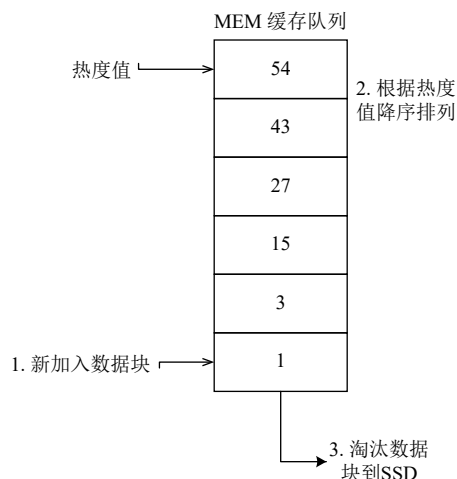 MEM 缓存队列
热度值
54
2. 根据热度
值降序排列
43
27
15
3
1. 新加入数据块
1
3. 淘汰数据
块到SSD